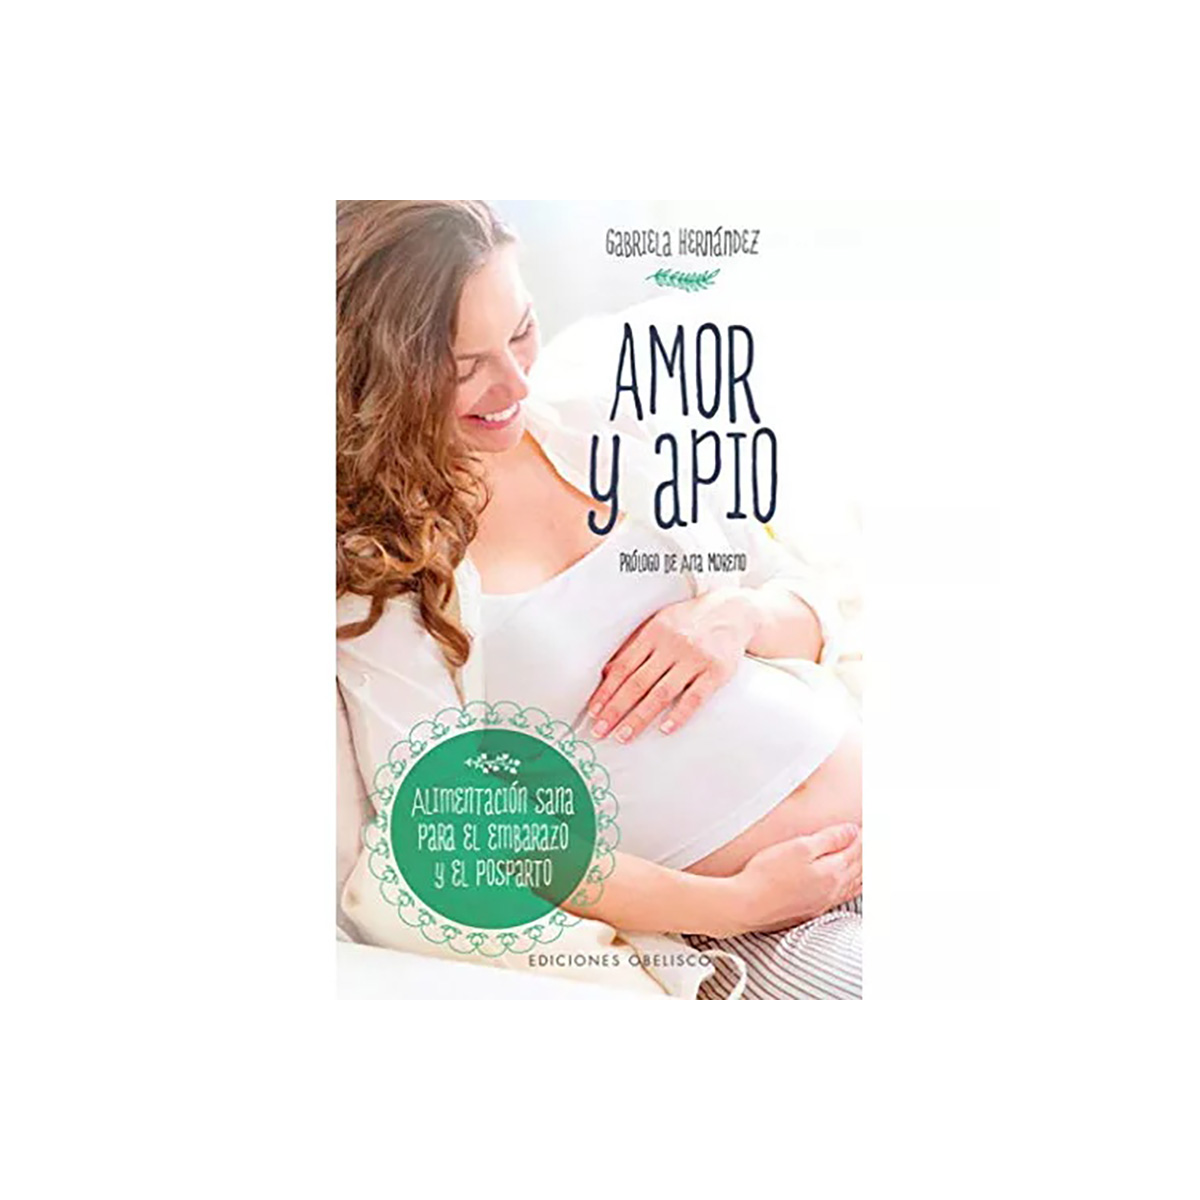 Gabriela Hernández
AMOR
y apio
Prólogo de Ana Moreno
Alimentación sana
para el embarazo
y el posparto
EDICIONES OBELISCO